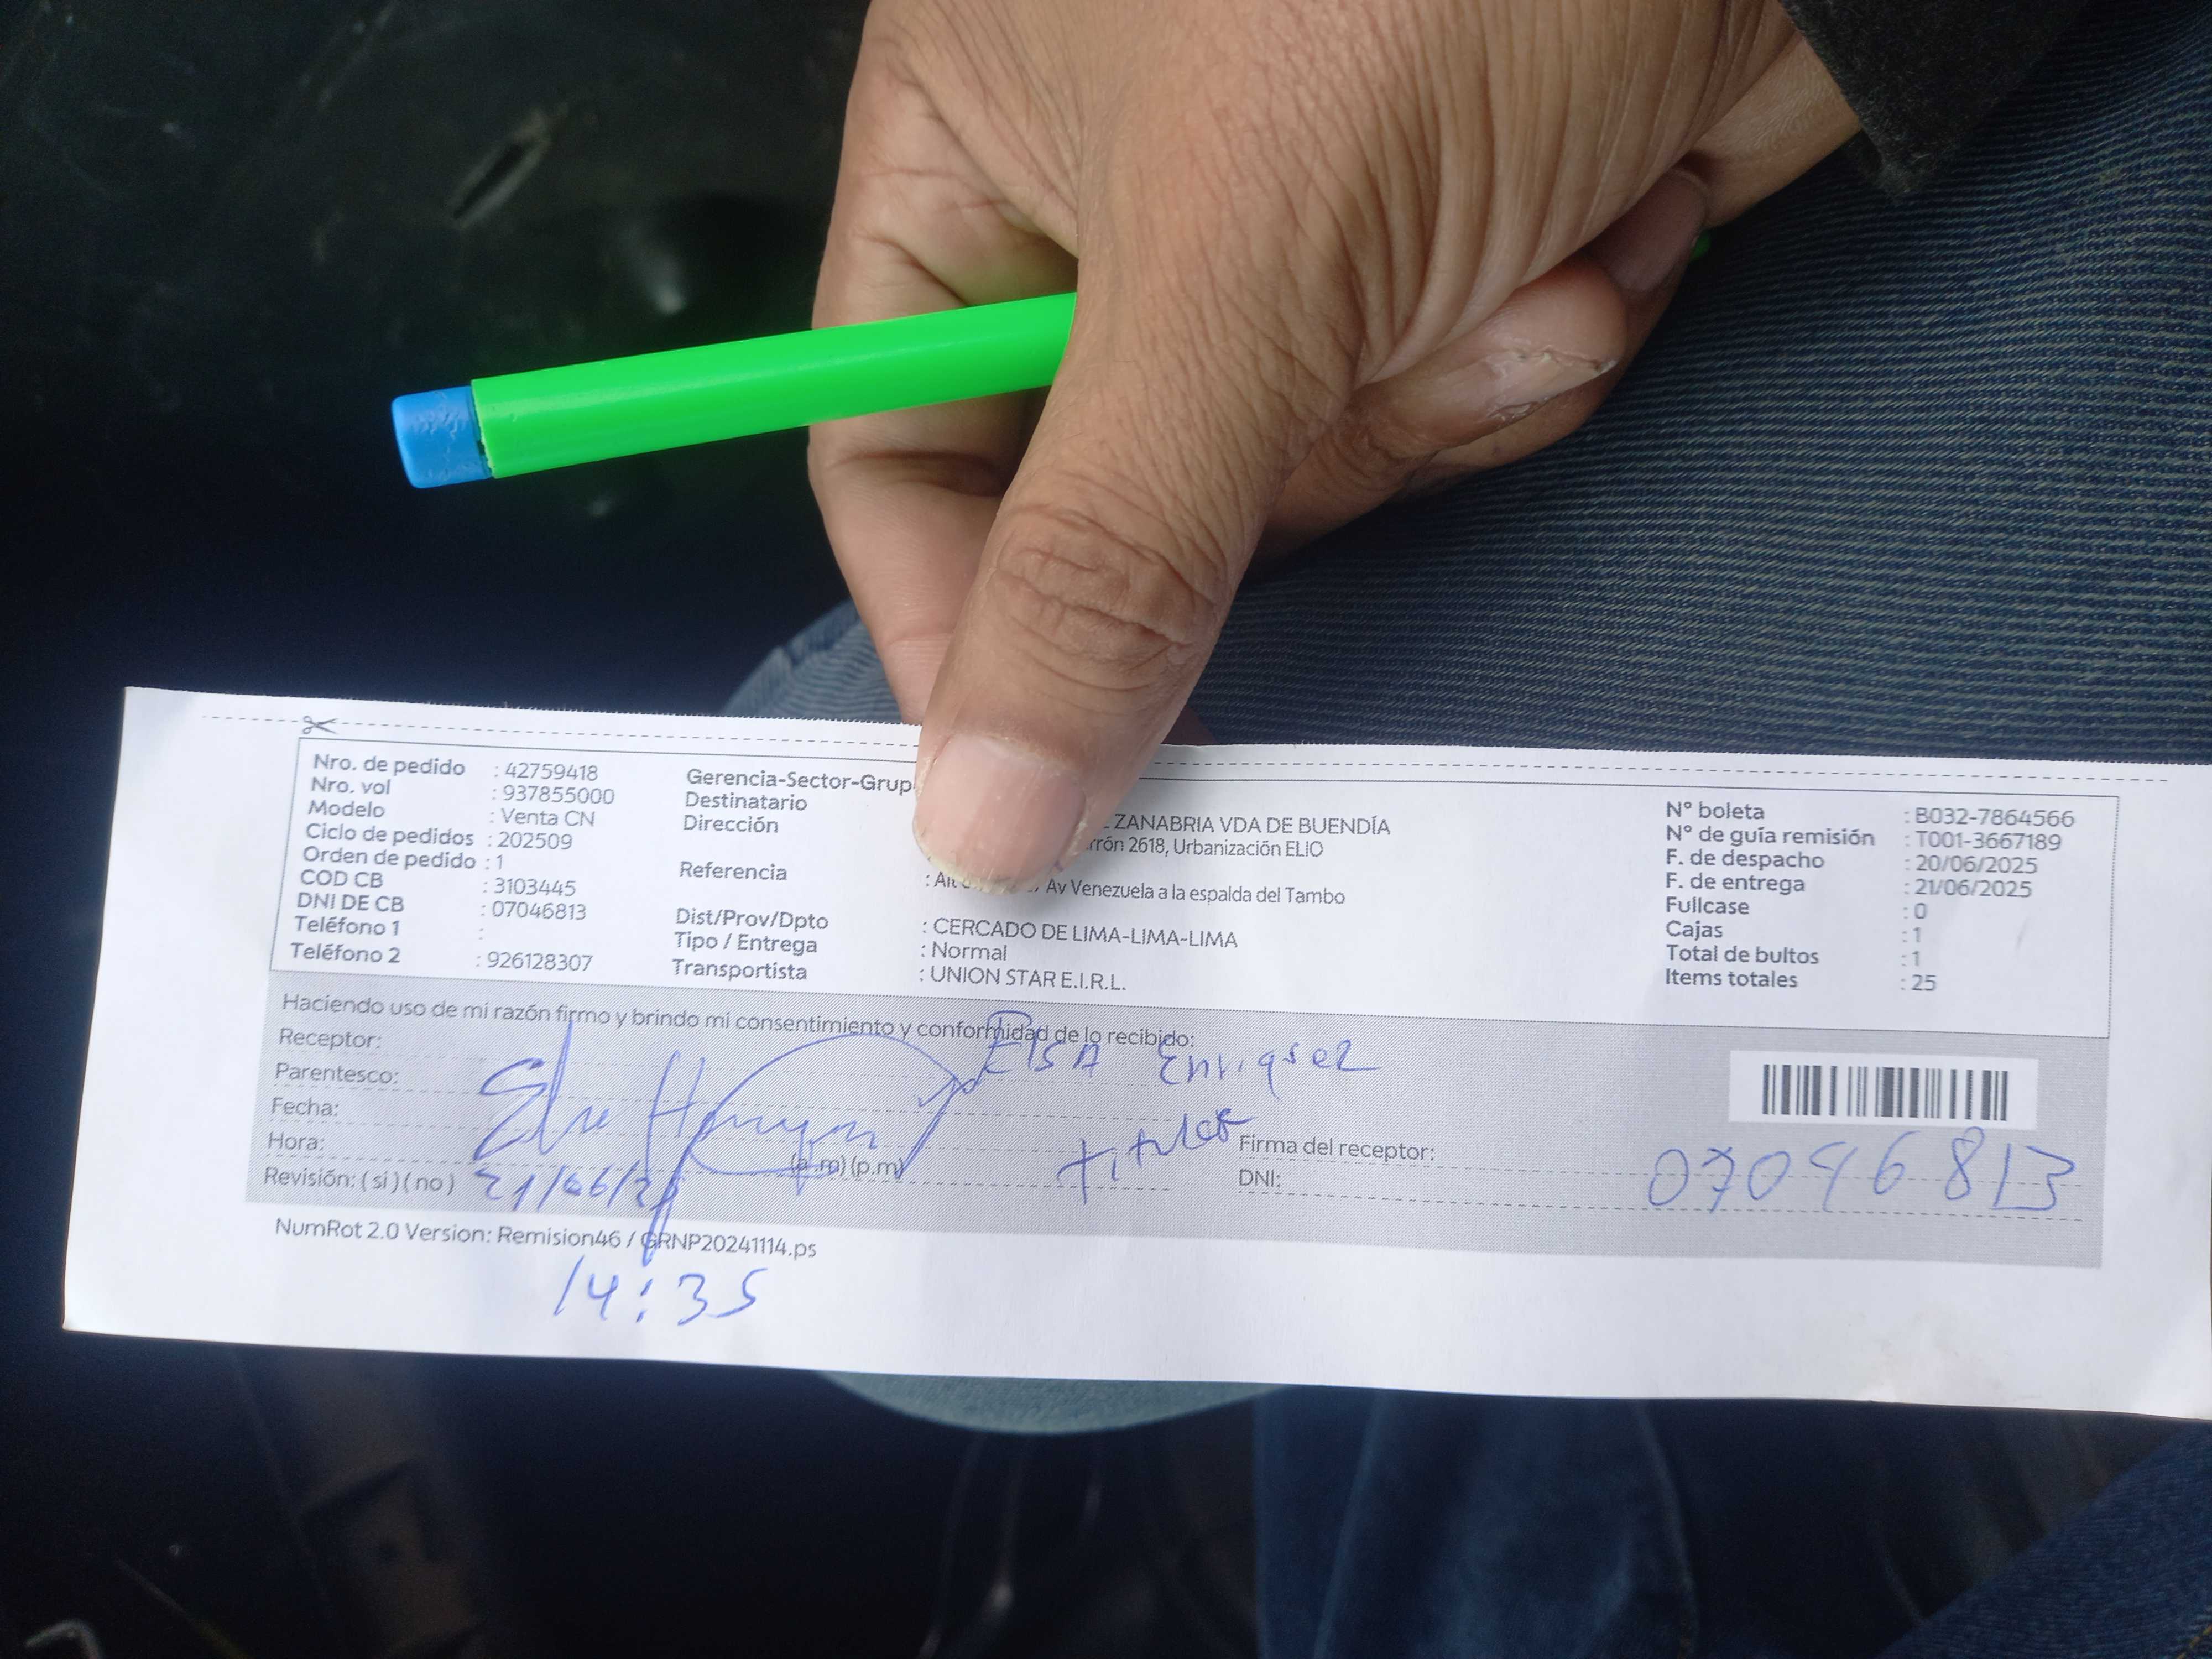 Nro. de pedido : 42759418
Nro. vol : 937855000
Modelo : Venta CN
Ciclo de pedidos : 202509
Orden de pedido : 1
COD CB : 3103445
DNI DE CB : 07046813
Teléfono 1 :
Teléfono 2 : 926128307
Gerencia-Sector-Grup
Destinatario ZANABRIA VDA DE BUENDÍA
Dirección 2618, Urbanización ELIO
Referencia : Av Venezuela a la espalda del Tambo
Dist/Prov/Dpto : CERCADO DE LIMA-LIMA-LIMA
Tipo / Entrega : Normal
Transportista : UNION STAR E.I.R.L.
N° boleta : B032-7864566
N° de guía remisión : T001-3667189
F. de despacho : 20/06/2025
F. de entrega : 21/06/2025
Fullcase : 0
Cajas : 1
Total de bultos : 1
Items totales : 25
Haciendo uso de mi razón firmo y brindo mi consentimiento y conformidad de lo recibido:
Receptor: ElSA Enriquez
Parentesco:
Fecha:
Hora: (a.m) (p.m)
Revisión: ( si ) ( no ) 21/06/25
titular
Firma del receptor:
DNI: 07046813
NumRot 2.0 Version: Remision46 / GRNP20241114.ps
14:35